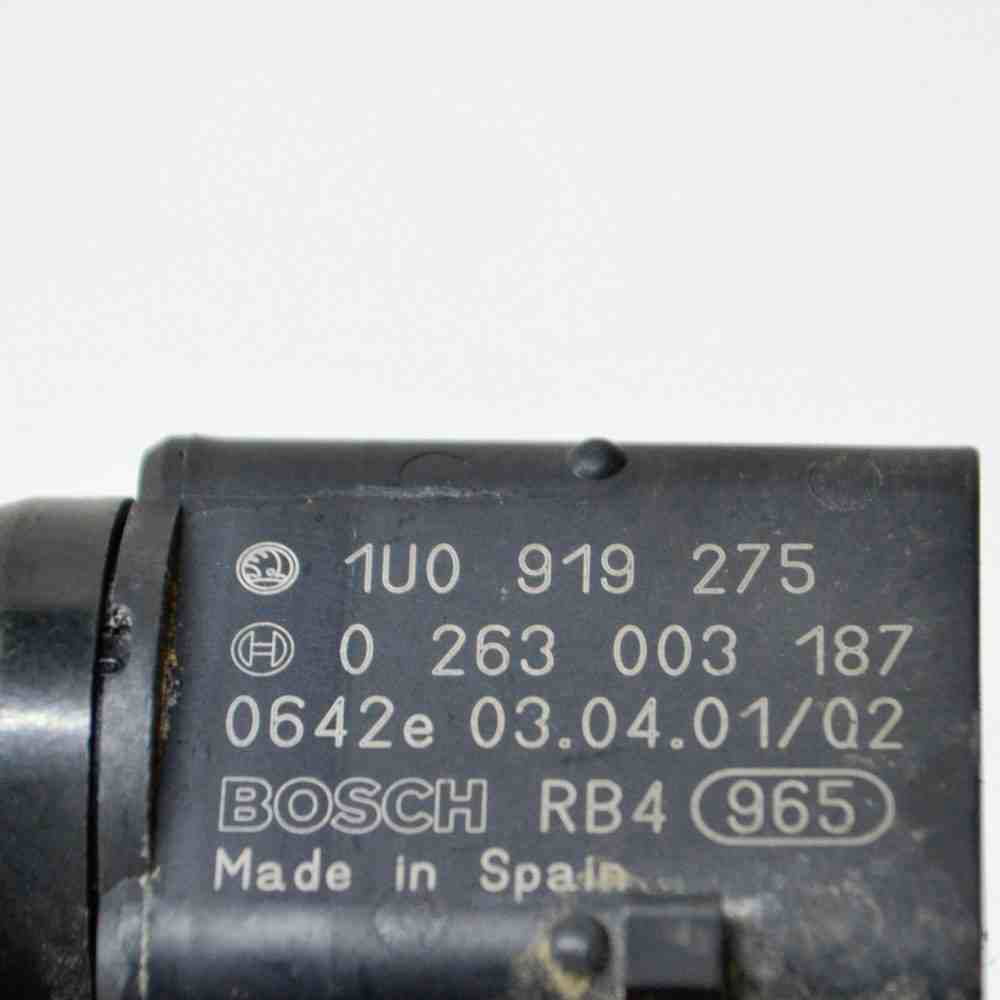 1U0 919 275
0 263 003 187
0642e 03.04.01/02
BOSCH RB4 965
Made in Spain